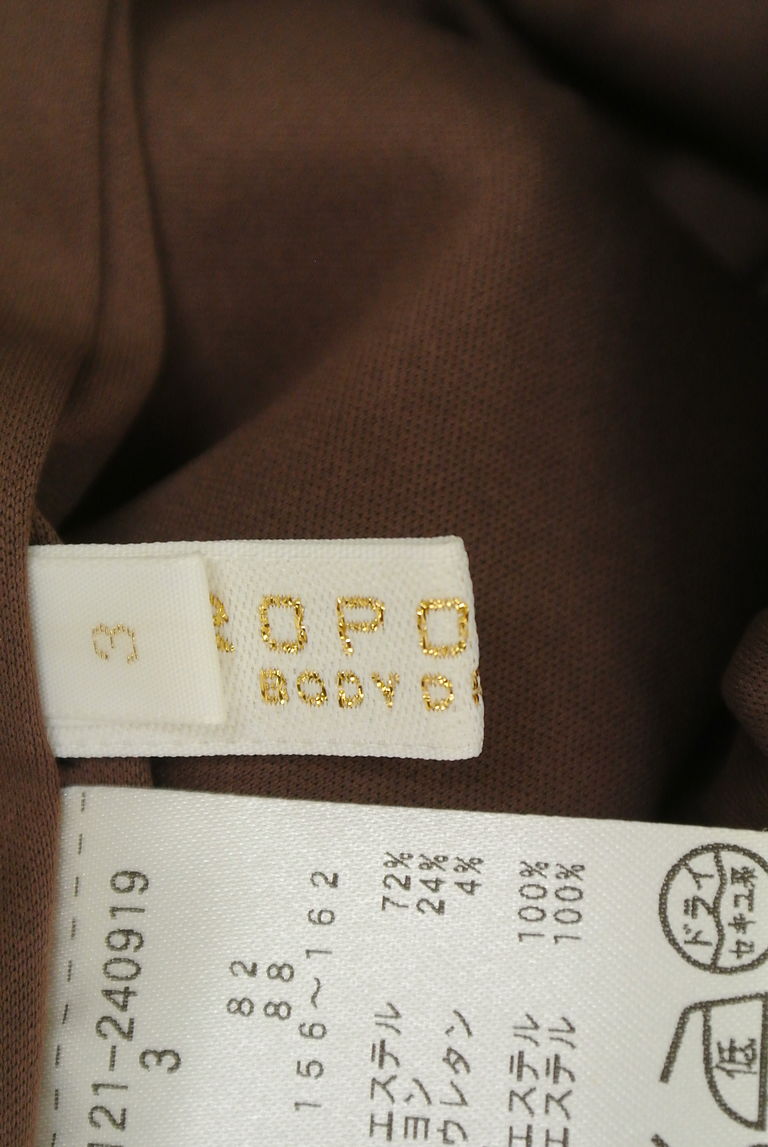 3
ROPO
BODY D
121-240919
3
82
88
156～162
エステル 72%
ヨン 24%
ウレタン 4%
エステル 100%
エステル 100%
ドライ
セキユ系
低